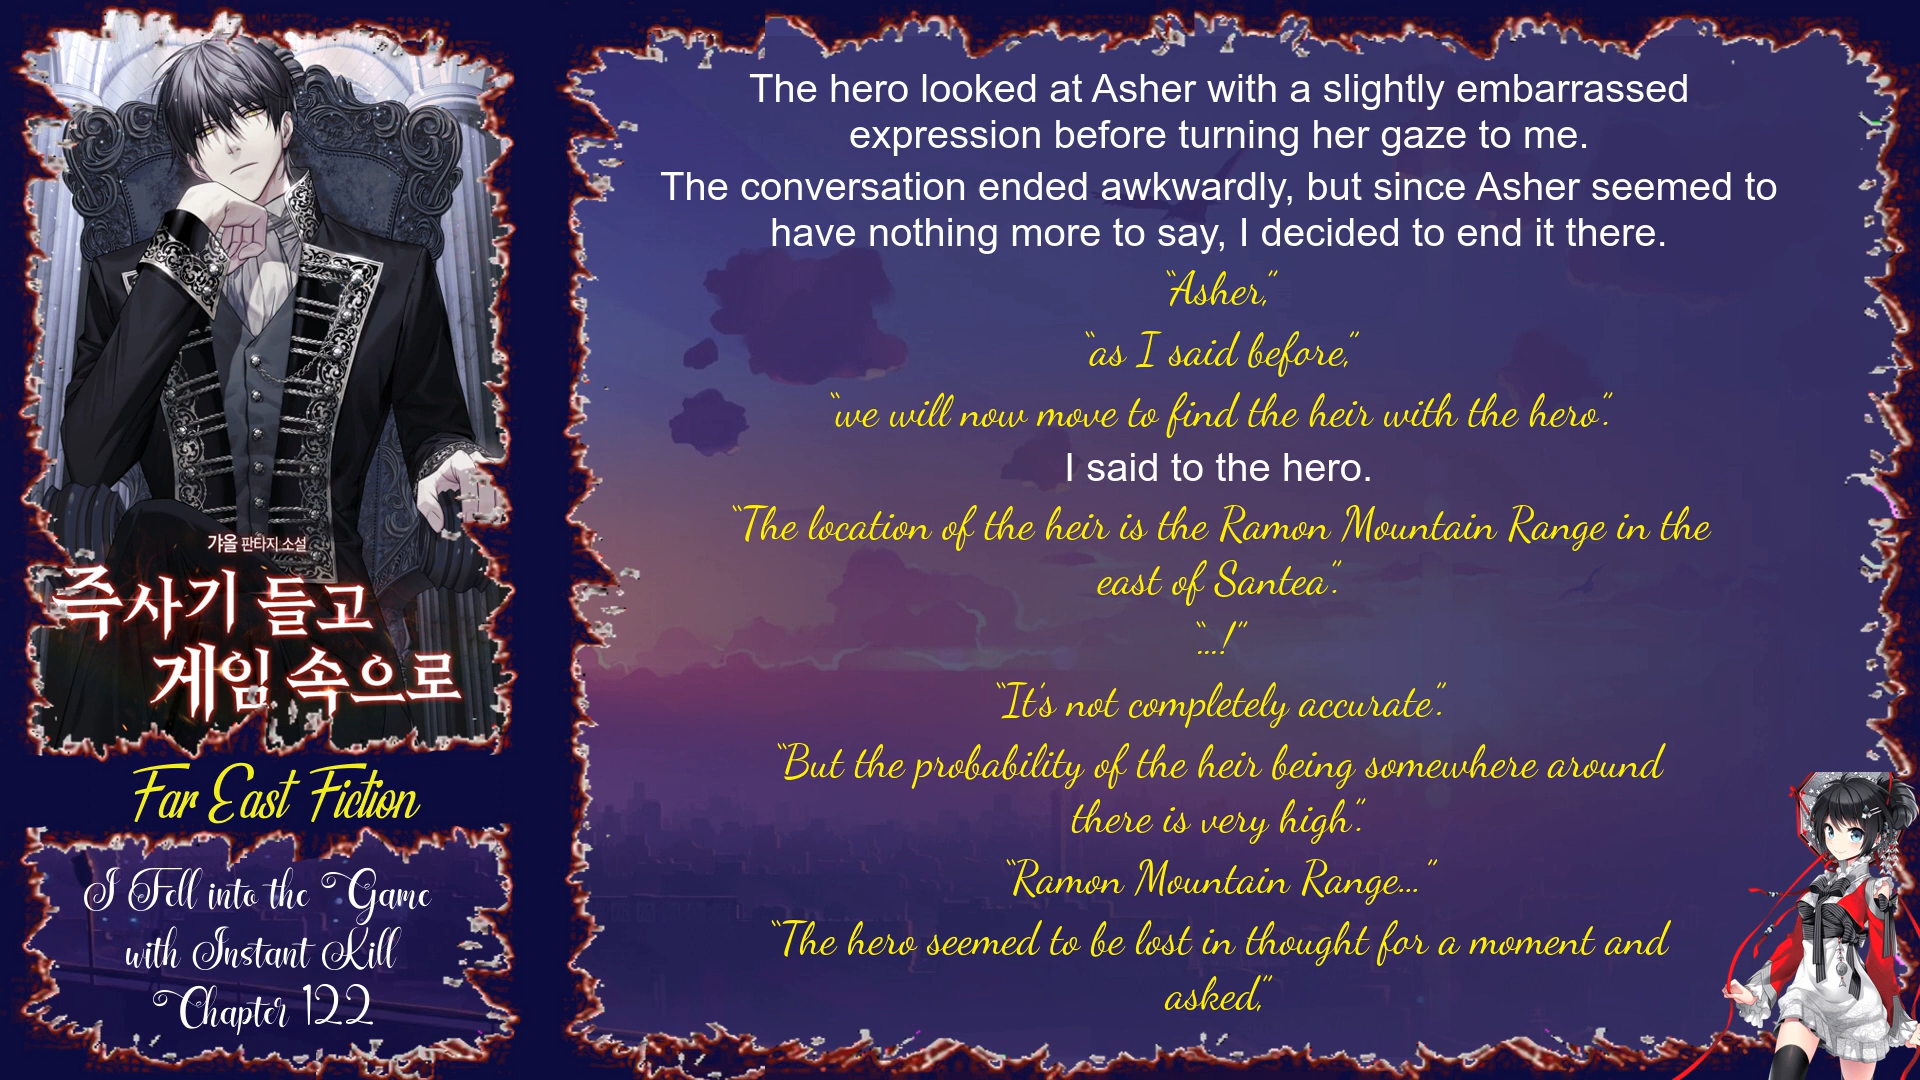 갸올 판타지 소설
즉사기 들고
게임 속으로
Far East Fiction
I Fell into the Game
with Instant Kill
Chapter 122
The hero looked at Asher with a slightly embarrassed
expression before turning her gaze to me.
The conversation ended awkwardly, but since Asher seemed to
have nothing more to say, I decided to end it there.
“Asher,”
“as I said before,”
“we will now move to find the heir with the hero”.
I said to the hero.
“The location of the heir is the Ramon Mountain Range in the
east of Santea”.
“...!”
“It's not completely accurate”.
“But the probability of the heir being somewhere around
there is very high”.
“Ramon Mountain Range...”
“The hero seemed to be lost in thought for a moment and
asked,”